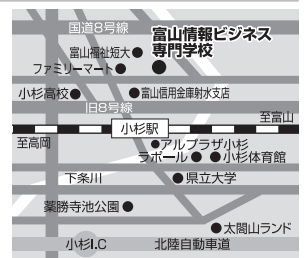 国道8号線
富山情報ビジネス
専門学校
富山福祉短大
ファミリーマート
小杉高校
富山信用金庫射水支店
旧8号線
至富山
小杉駅
至高岡
アルプラザ小杉
ラポール
小杉体育館
下条川
県立大学
薬勝寺池公園
太閤山ランド
小杉I.C
北陸自動車道